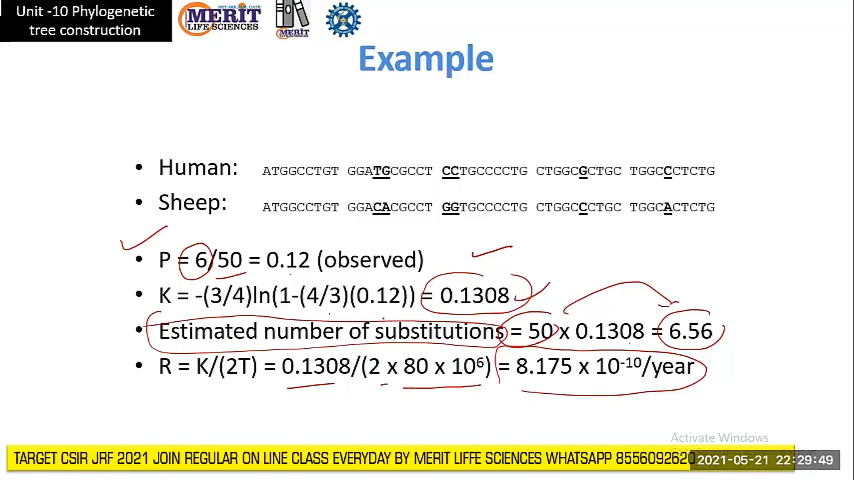 Unit -10 Phylogenetic
tree construction
MERIT
LIFE SCIENCES
MERIT
Example
• Human: ATGGCCTGT GGATGCGCCT CCTGCCCCTG CTGGCGCTGC TGGCCCTCTG
• Sheep: ATGGCCTGT GGACACGCCT GGTGCCCCTG CTGGCCCTGC TGGCACTCTG
• P = 6/50 = 0.12 (observed)
• K = -(3/4)ln(1-(4/3)(0.12)) = 0.1308
• Estimated number of substitutions = 50 x 0.1308 = 6.56
• R = K/(2T) = 0.1308/(2 x 80 x 10⁶) = 8.175 x 10⁻¹⁰/year
Activate Windows
TARGET CSIR JRF 2021 JOIN REGULAR ON LINE CLASS EVERYDAY BY MERIT LIFFE SCIENCES WHATSAPP 8556092620
2021-05-21 22:29:49